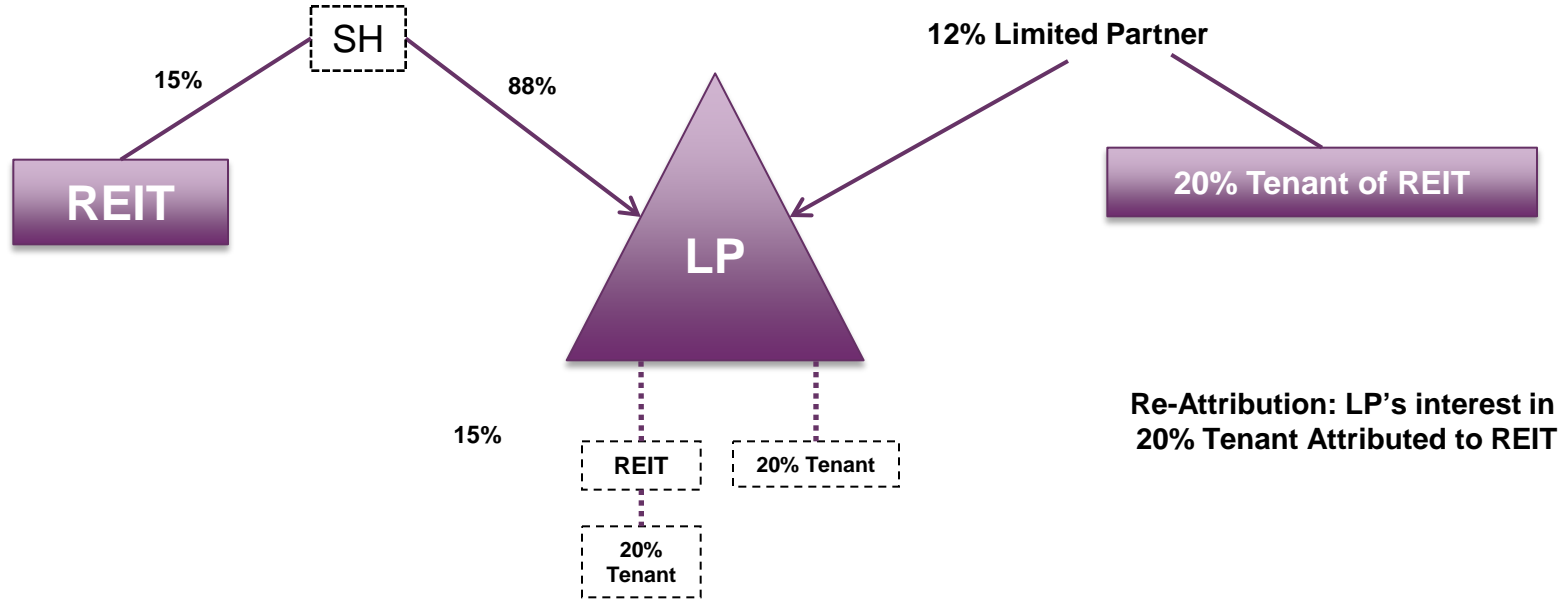 SH
12% Limited Partner
15%
88%
REIT
20% Tenant of REIT
LP
Re-Attribution: LP’s interest in
20% Tenant Attributed to REIT
15%
REIT
20% Tenant
20%
Tenant